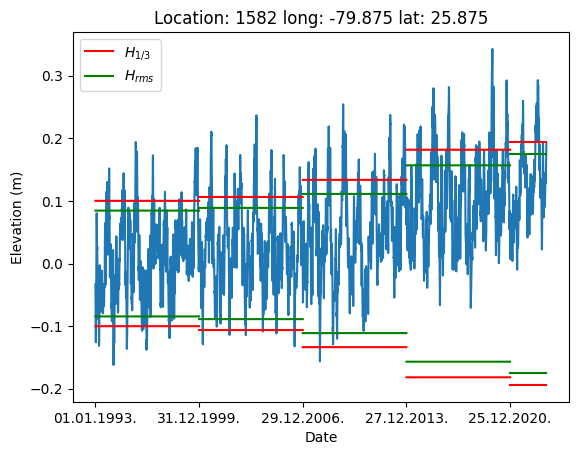 Location: 1582 long: -79.875 lat: 25.875
H1/3
Hrms
Elevation (m)
0.3
0.2
0.1
0.0
−0.1
−0.2
01.01.1993. 31.12.1999. 29.12.2006. 27.12.2013. 25.12.2020.
Date